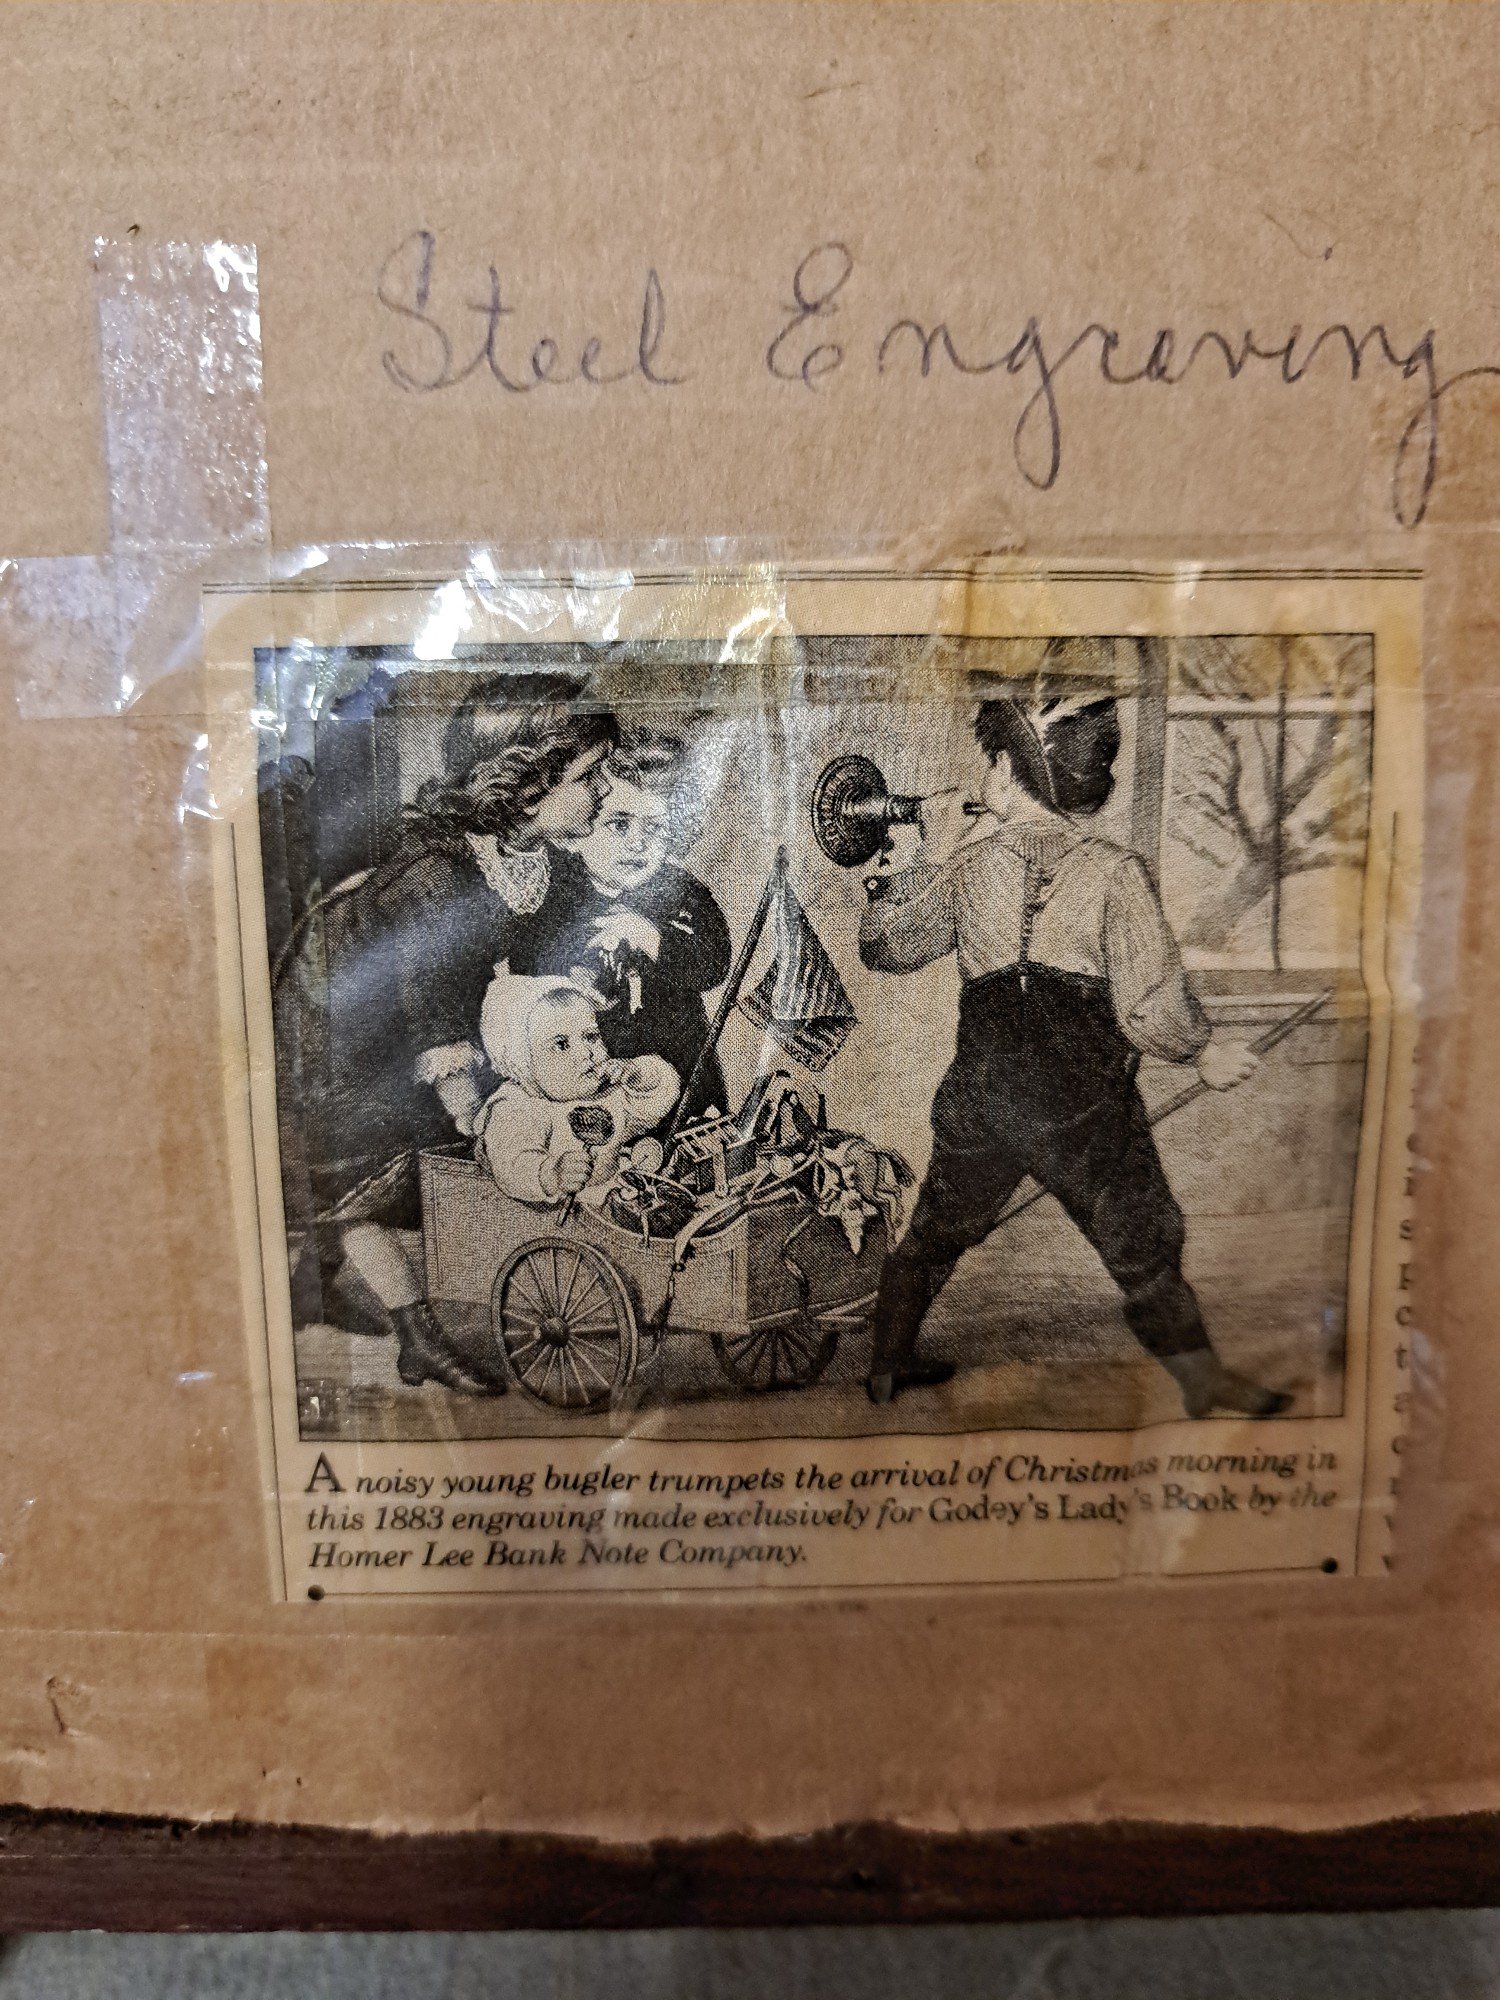 Steel Engraving
A noisy young bugler trumpets the arrival of Christmas morning in
this 1883 engraving made exclusively for Godey's Lady's Book by the
Homer Lee Bank Note Company.